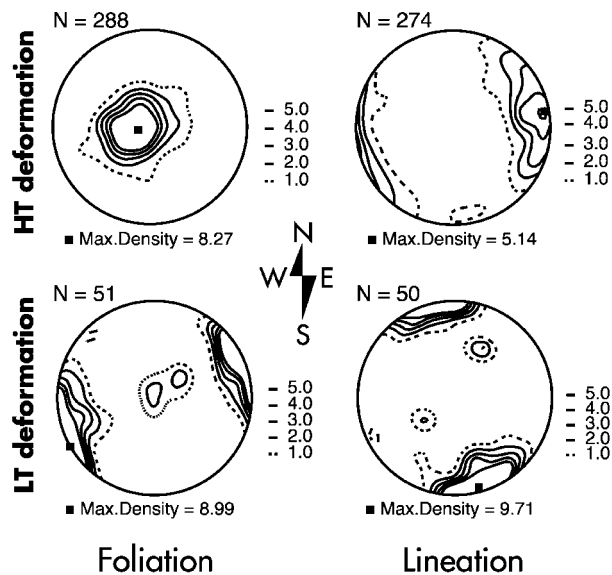 HT deformation
N = 288
- 5.0
- 4.0
- 3.0
- 2.0
·· 1.0
■ Max.Density = 8.27
N = 274
- 5.0
- 4.0
- 3.0
- 2.0
·· 1.0
■ Max.Density = 5.14
N
W E
S
LT deformation
N = 51
- 5.0
- 4.0
- 3.0
- 2.0
·· 1.0
■ Max.Density = 8.99
N = 50
- 5.0
- 4.0
- 3.0
- 2.0
·· 1.0
■ Max.Density = 9.71
Foliation
Lineation